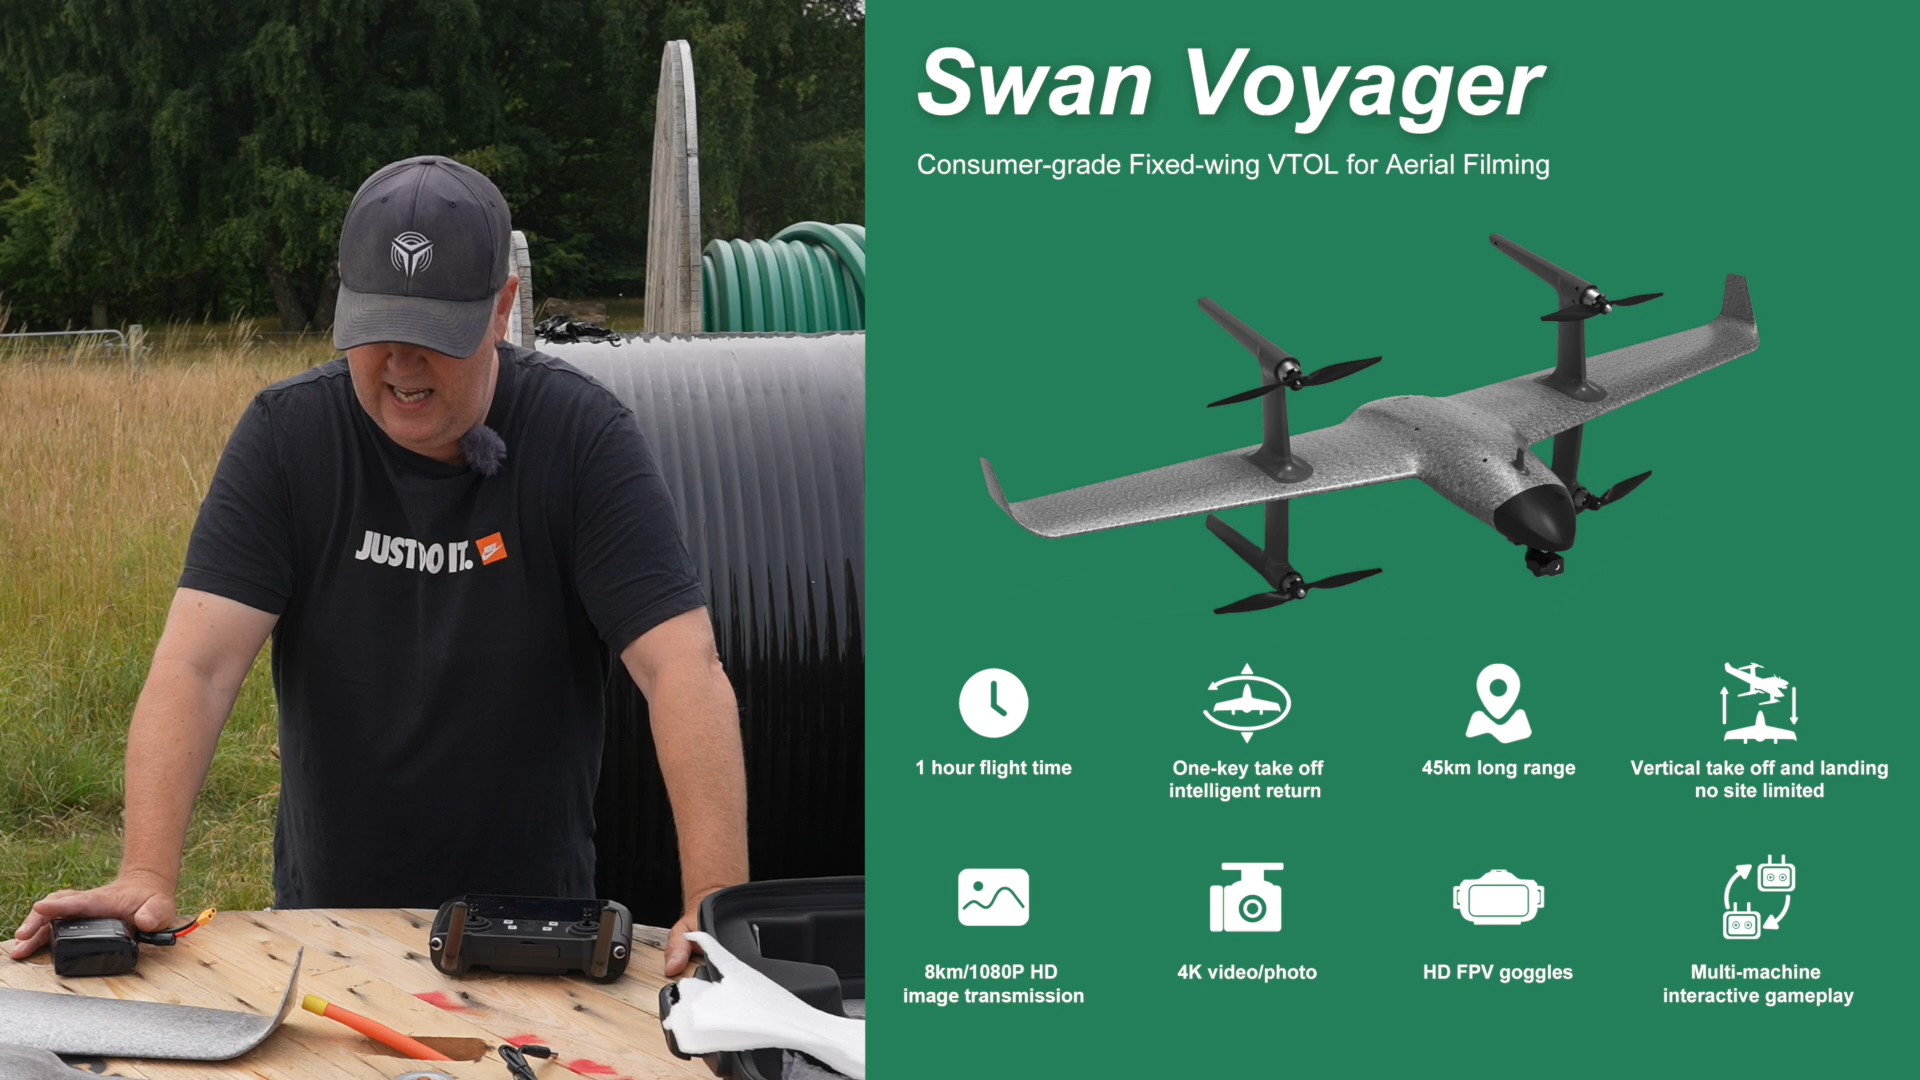 Swan Voyager
Consumer-grade Fixed-wing VTOL for Aerial Filming
JUST DO IT.
1 hour flight time
One-key take off
intelligent return
45km long range
Vertical take off and landing
no site limited
8km/1080P HD
image transmission
4K video/photo
HD FPV goggles
Multi-machine
interactive gameplay